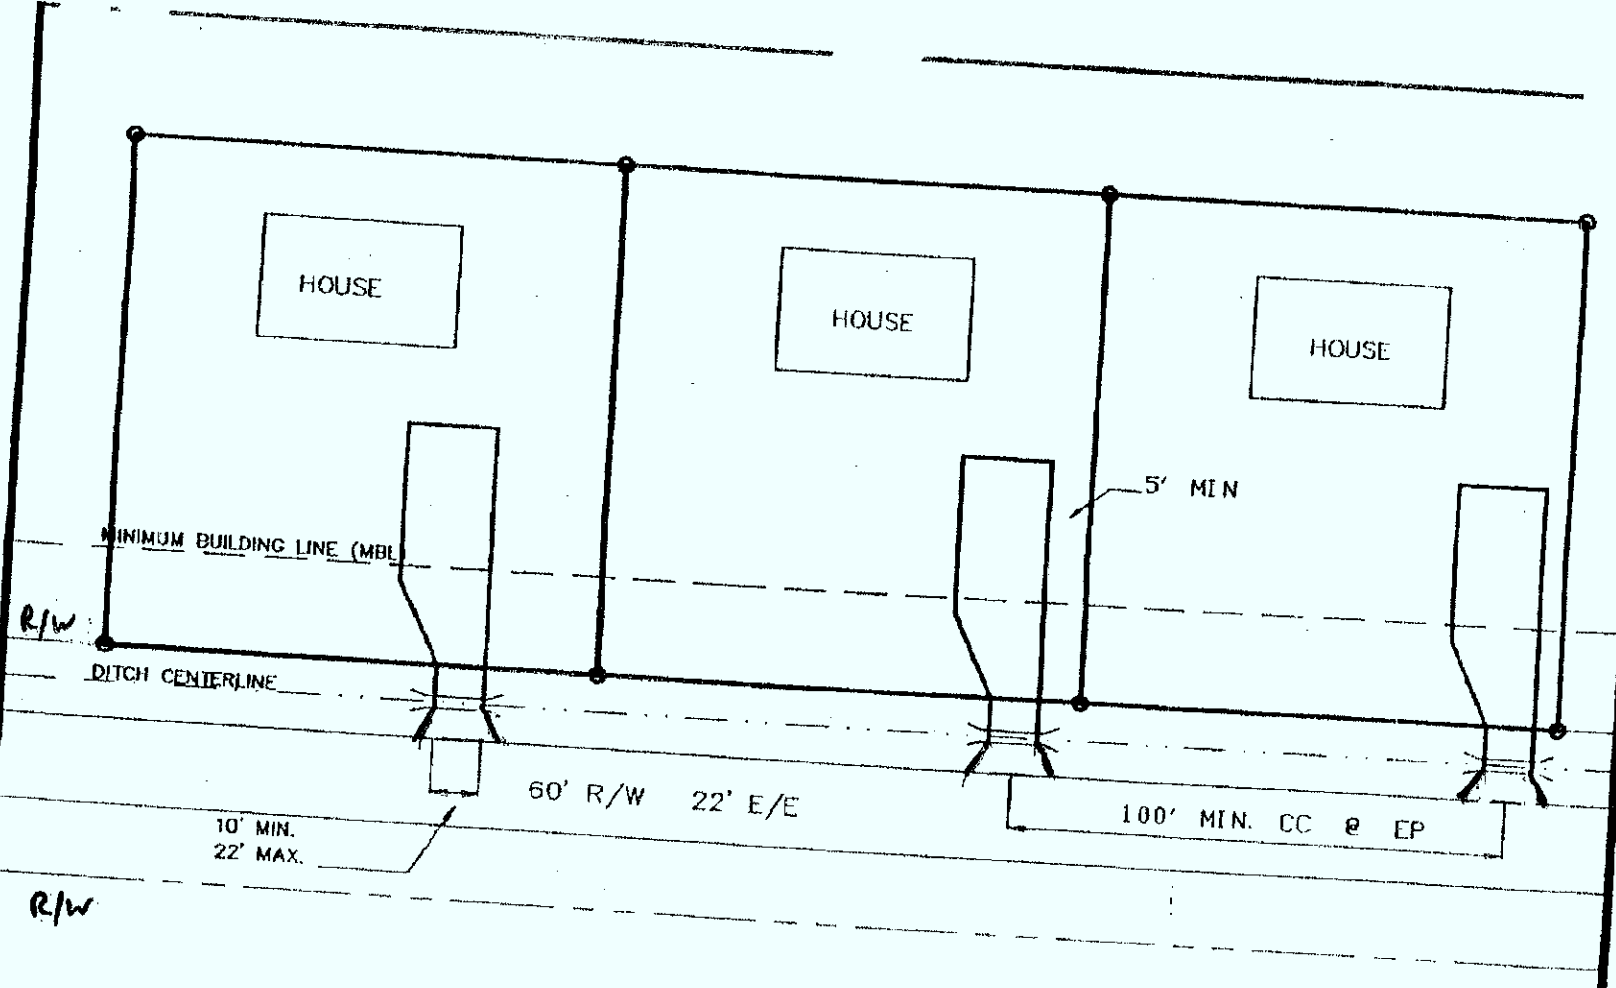 HOUSE
HOUSE
HOUSE
5' MIN
MINIMUM BUILDING LINE (MBL)
R/W
DITCH CENTERLINE
60' R/W 22' E/E
100' MIN. CC @ EP
10' MIN.
22' MAX.
R/W